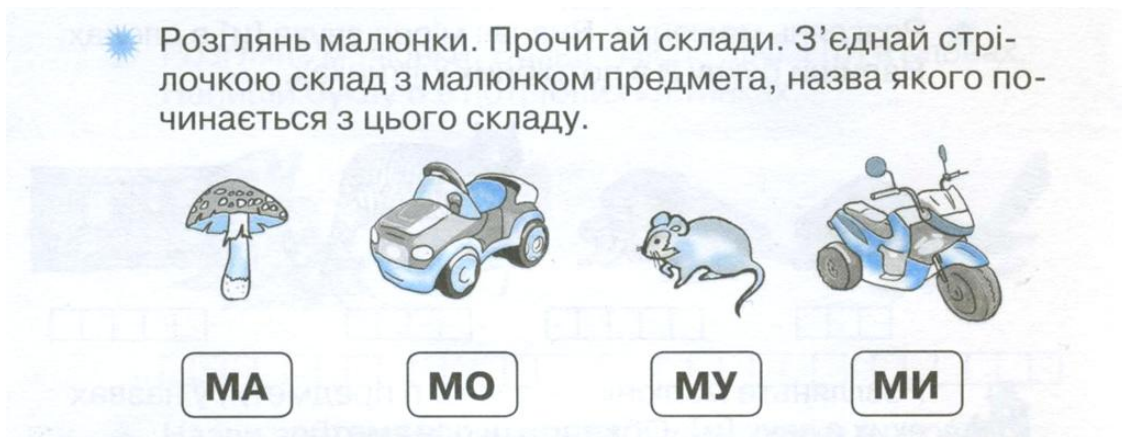 Розглянь малюнки. Прочитай склади. З’єднай стрі-
лочкою склад з малюнком предмета, назва якого по-
чинається з цього складу.
МА МО МУ МИ